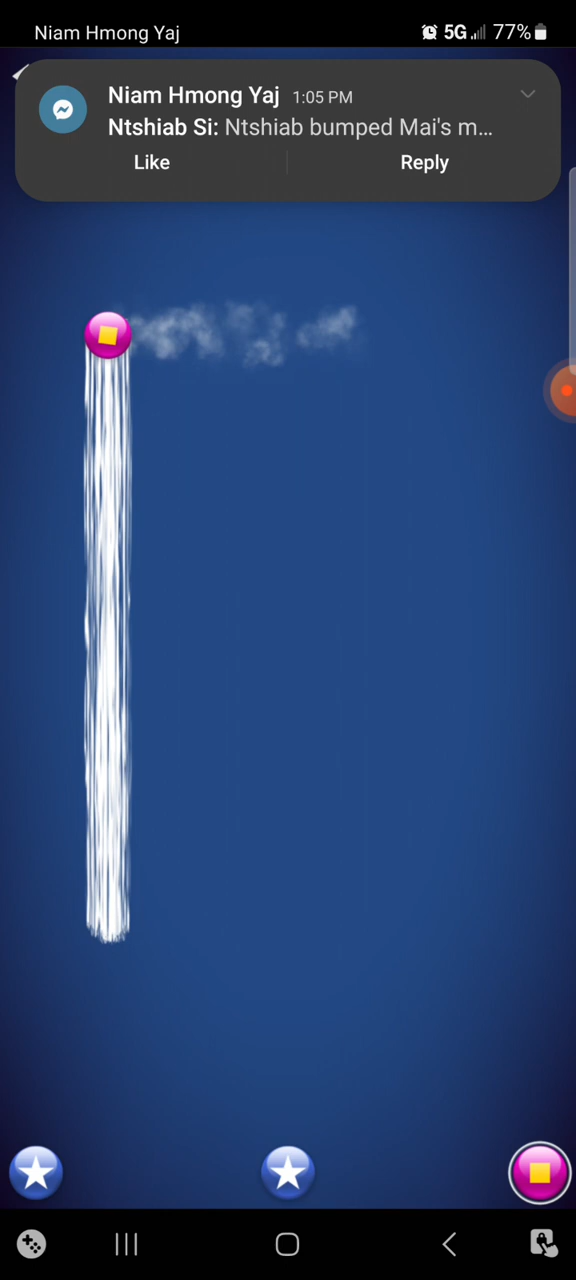 Niam Hmong Yaj
5G 77%
Niam Hmong Yaj 1:05 PM
Ntshiab Si: Ntshiab bumped Mai's m...
Like Reply